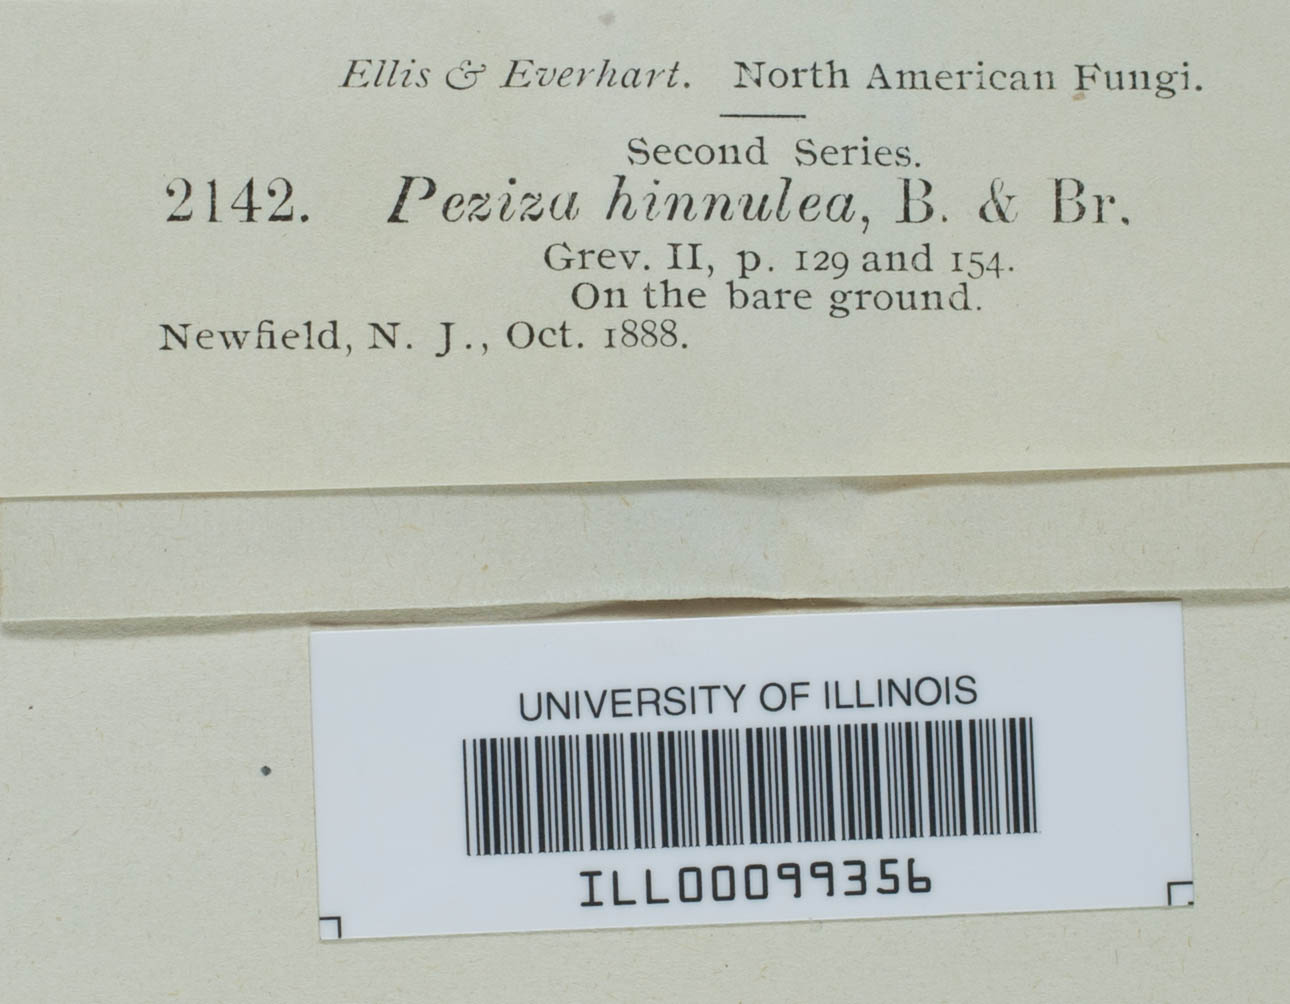 Ellis & Everhart. North American Fungi.
Second Series.
2142. Peziza hinnulea, B. & Br.
Grev. II, p. 129 and 154.
On the bare ground.
Newfield, N. J., Oct. 1888.
UNIVERSITY OF ILLINOIS
ILL00099356